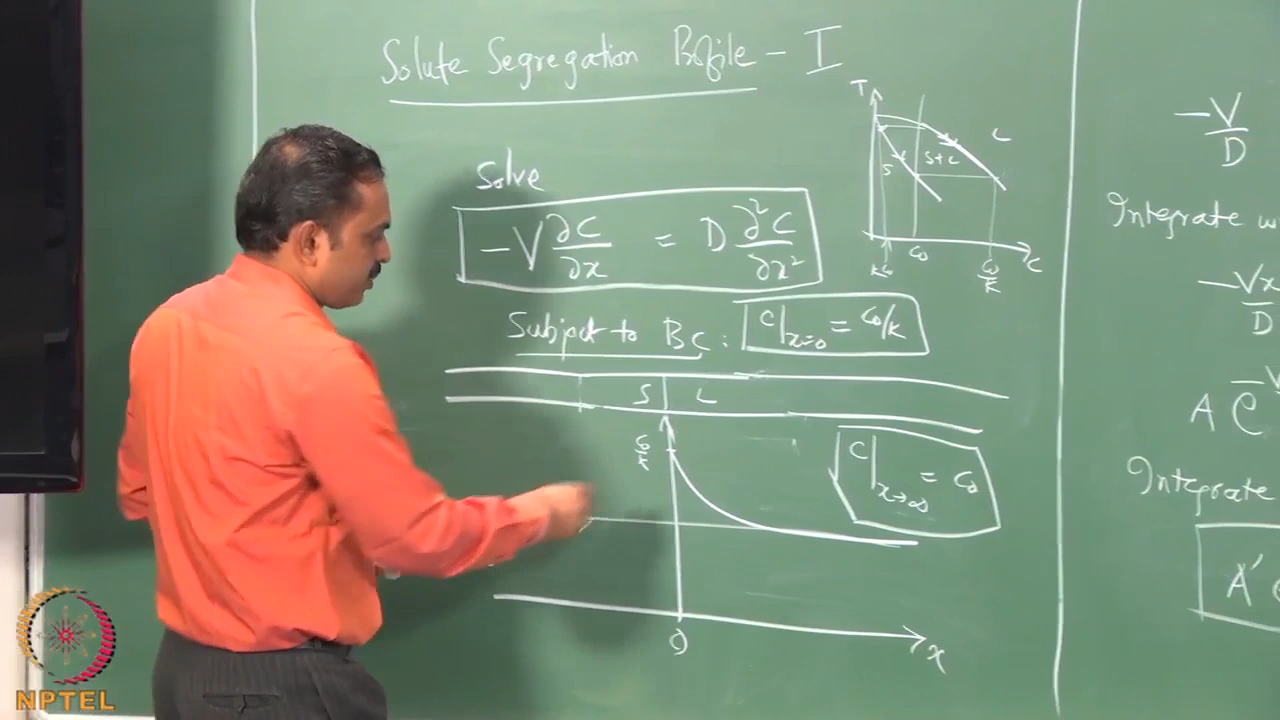 Solute Segregation Profile - I
Solve
-V ∂C/∂x = D ∂²C/∂x²
Subject to BC: C|x=0 = C0/k
T
L
S+L
S
kC0
C0
C0/k
C
S L
C0/k
C|x→∞ = C0
0
x
-V/D
Integrate
-Vx/D
A e
Integrate
A'
NPTEL